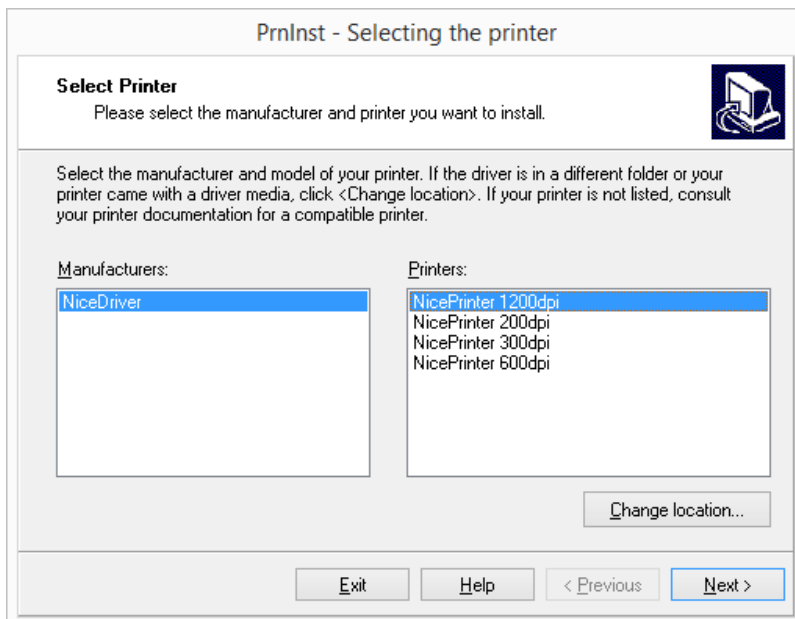 PrnInst - Selecting the printer
Select Printer
Please select the manufacturer and printer you want to install.
Select the manufacturer and model of your printer. If the driver is in a different folder or your
printer came with a driver media, click <Change location>. If your printer is not listed, consult
your printer documentation for a compatible printer.
Manufacturers:
NiceDriver
Printers:
NicePrinter 1200dpi
NicePrinter 200dpi
NicePrinter 300dpi
NicePrinter 600dpi
Change location...
Exit
Help
< Previous
Next >